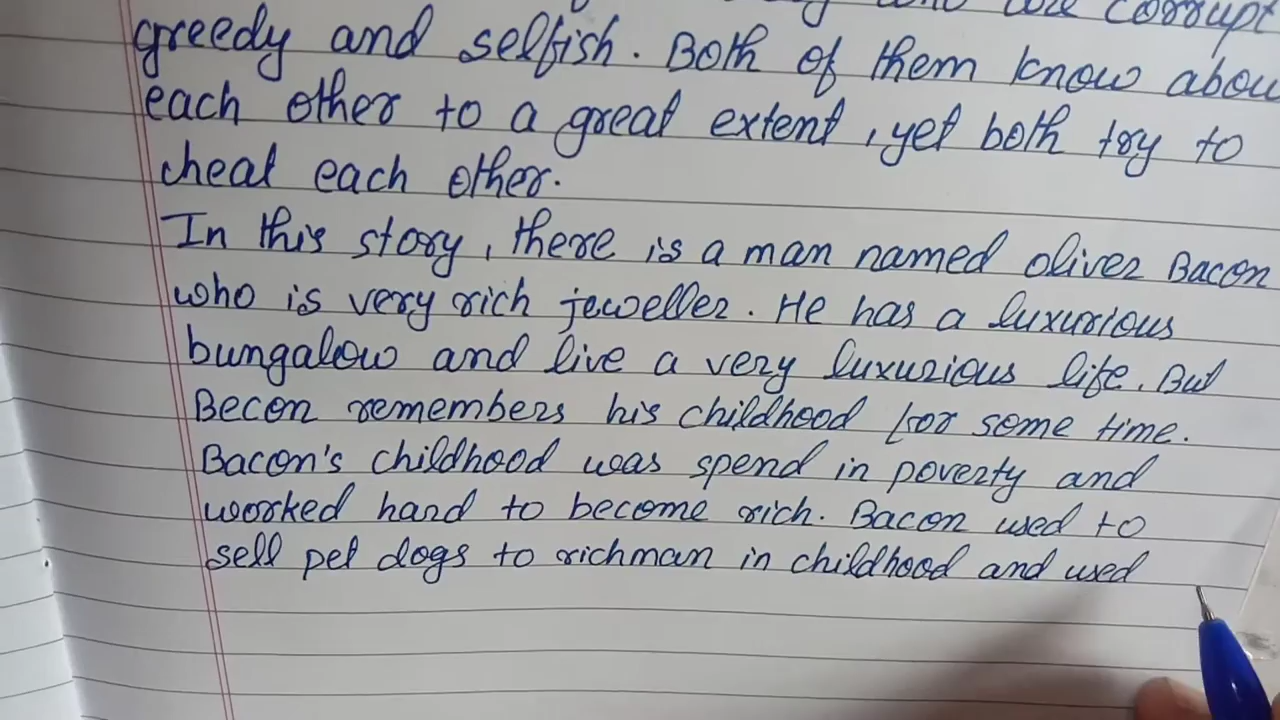 who are corrupt
greedy and selfish. Both of them know abou
each other to a great extent, yet both try to
cheat each other.
In this story, there is a man named oliver Bacon
who is very rich jeweller. He has a luxurious
bungalow and live a very luxurious life. But
Becon remembers his childhood for some time.
Bacon's childhood was spend in poverty and
worked hard to become rich. Bacon used to
sell pet dogs to richman in childhood and used